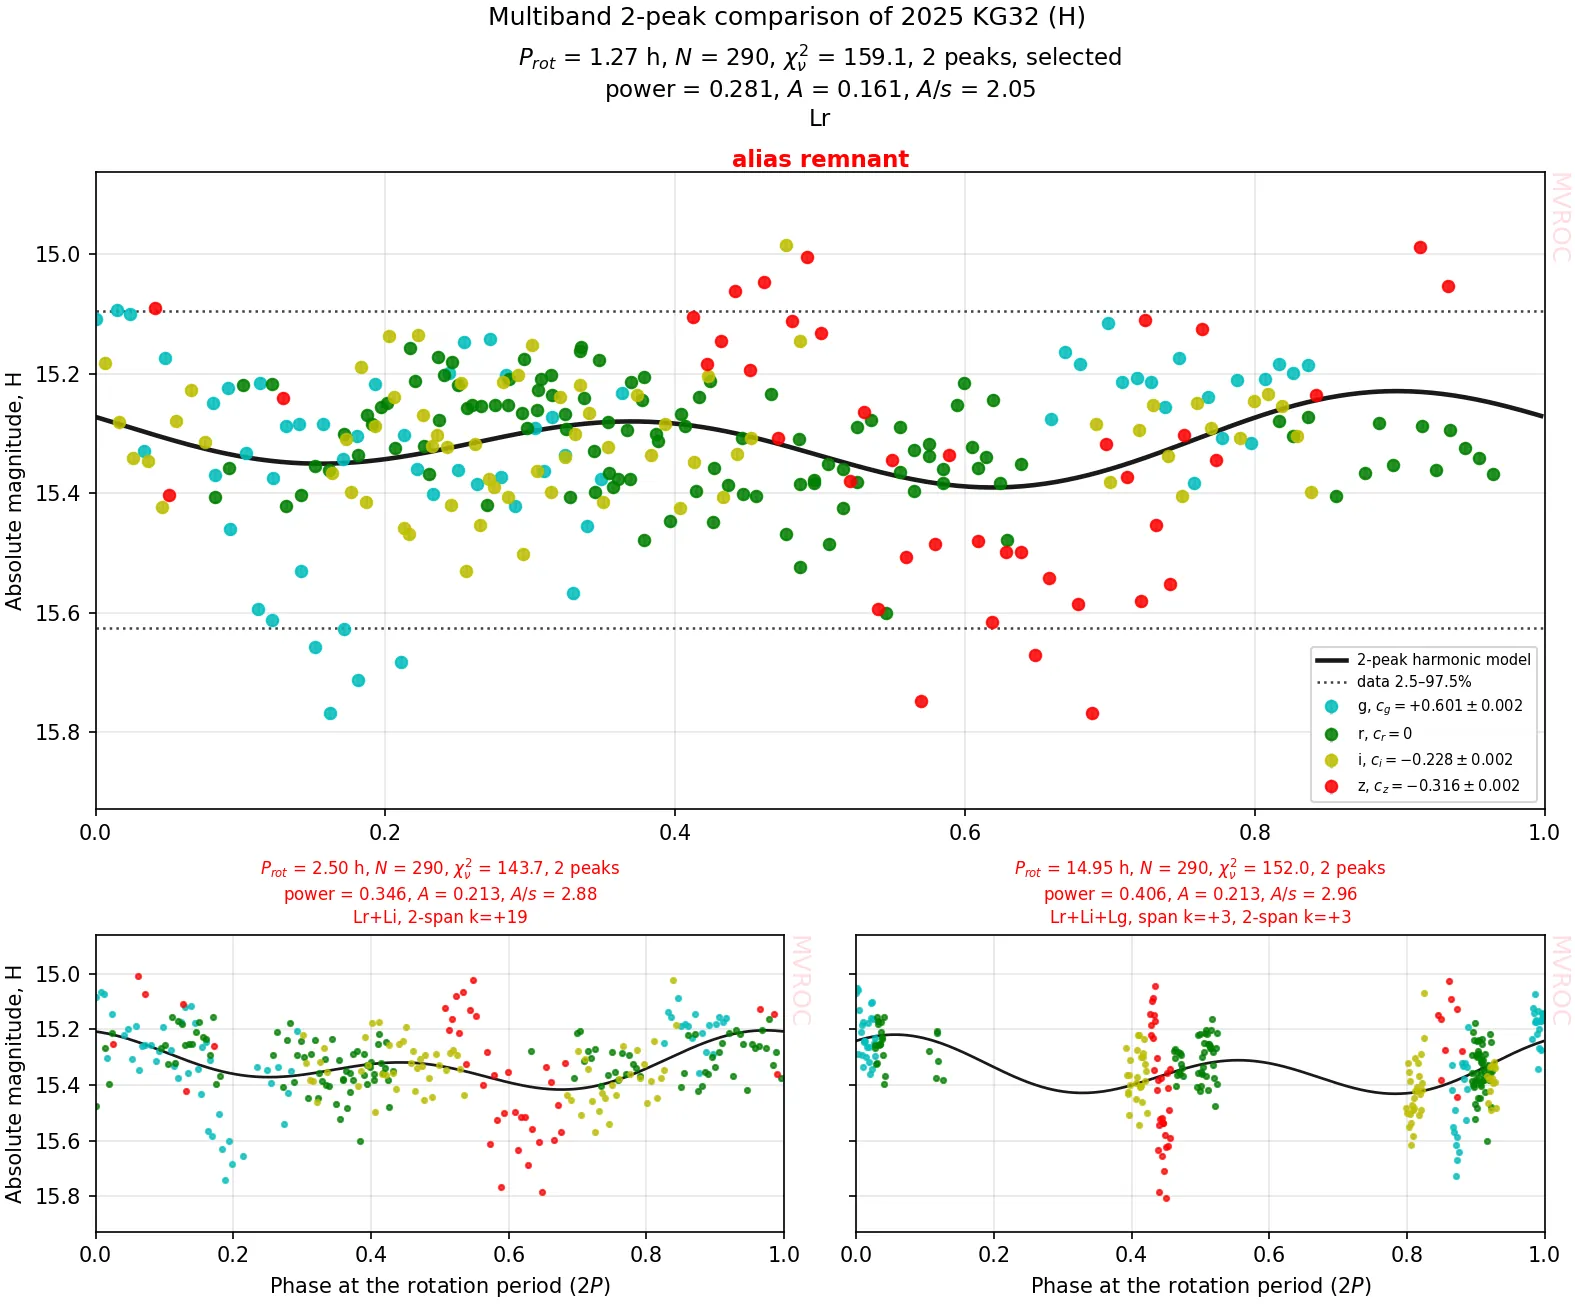 Multiband 2-peak comparison of 2025 KG32 (H)
P_rot = 1.27 h, N = 290, χ²_ν = 159.1, 2 peaks, selected
power = 0.281, A = 0.161, A/s = 2.05
Lr
alias remnant
MVROC
Absolute magnitude, H
15.0
15.2
15.4
15.6
15.8
2-peak harmonic model
data 2.5–97.5%
g, c_g = +0.601 ± 0.002
r, c_r = 0
i, c_i = −0.228 ± 0.002
z, c_z = −0.316 ± 0.002
0.0 0.2 0.4 0.6 0.8 1.0
P_rot = 2.50 h, N = 290, χ²_ν = 143.7, 2 peaks
power = 0.346, A = 0.213, A/s = 2.88
Lr+Li, 2-span k=+19
MVROC
Absolute magnitude, H
15.0
15.2
15.4
15.6
15.8
0.0 0.2 0.4 0.6 0.8 1.0
Phase at the rotation period (2P)
P_rot = 14.95 h, N = 290, χ²_ν = 152.0, 2 peaks
power = 0.406, A = 0.213, A/s = 2.96
Lr+Li+Lg, span k=+3, 2-span k=+3
MVROC
0.0 0.2 0.4 0.6 0.8 1.0
Phase at the rotation period (2P)